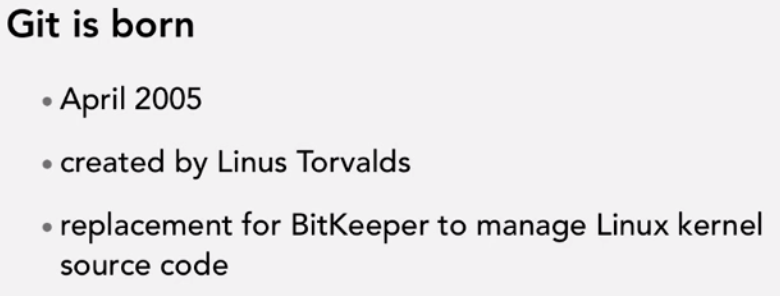 Git is born
• April 2005
• created by Linus Torvalds
• replacement for BitKeeper to manage Linux kernel
source code